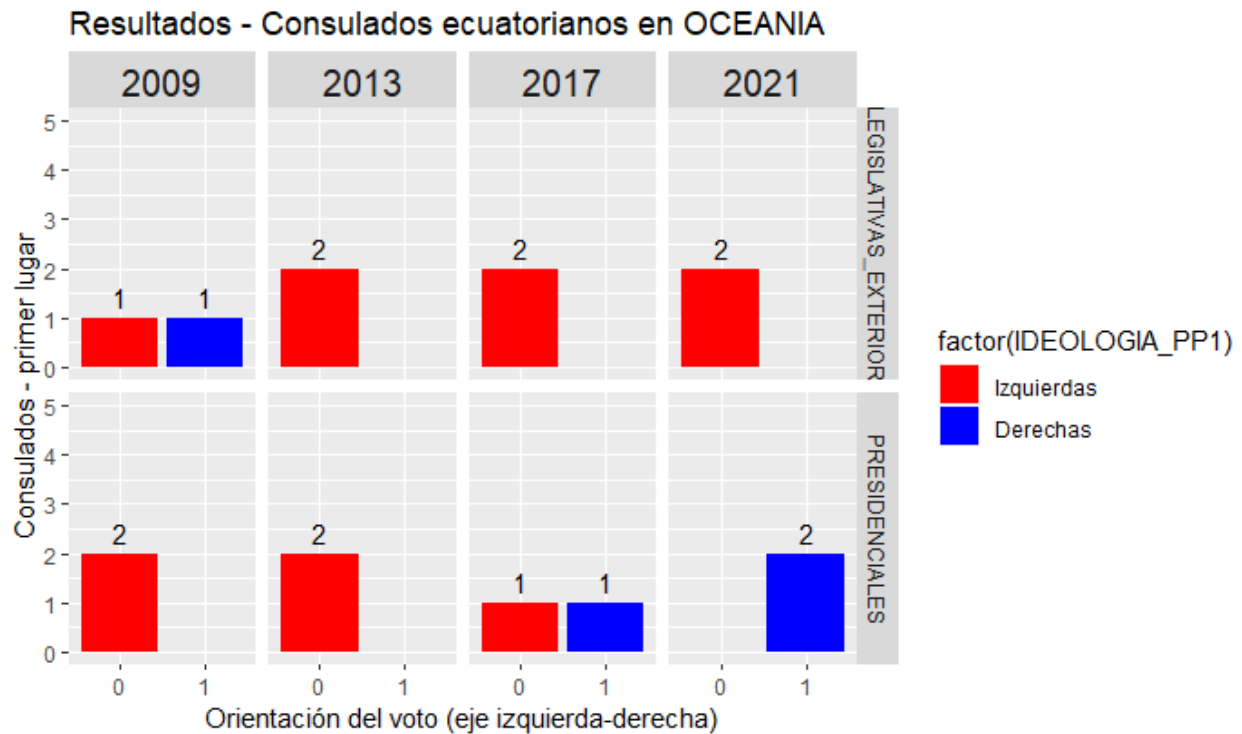 Resultados - Consulados ecuatorianos en OCEANIA
2009 2013 2017 2021
Consulados - primer lugar
5
4
3
2
1
0
1 1 2 2 2
LEGISLATIVAS_EXTERIOR
5
4
3
2
1
0
2 2 1 1 2
PRESIDENCIALES
0 1 0 1 0 1 0 1
Orientación del voto (eje izquierda-derecha)
factor(IDEOLOGIA_PP1)
Izquierdas
Derechas